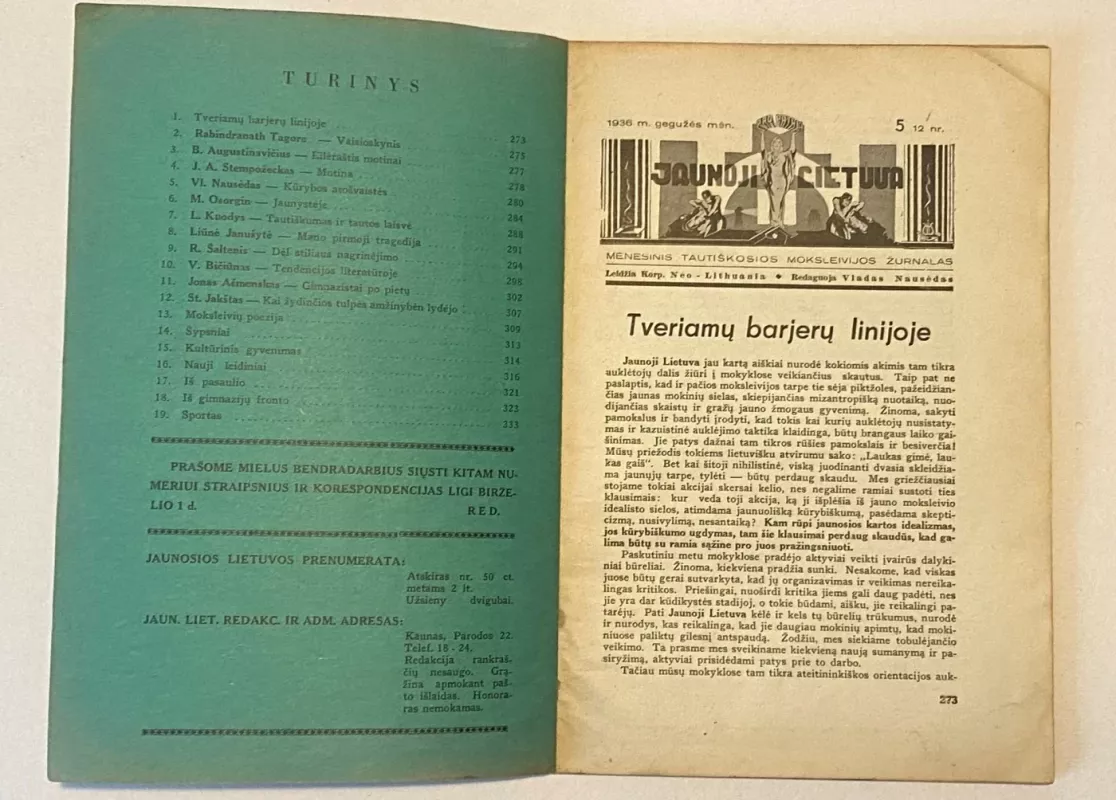 TURINYS
1. Tveriamų barjerų linijoje 273
2. Rabindranath Tagore — Vaisioskynis 275
3. B. Augustinavičius — Eilėraštis motinai 277
4. J. A. Stempožeckas — Motina 278
5. Vl. Nausėdas — Kūrybos atošvaistės 280
6. M. Osorgin — Jaunystėje 284
7. L. Knodys — Tautiškumas ir tautos laisvė 288
8. Liūnė Janušytė — Mano pirmoji tragedija 291
9. R. Šaltenis — Dėl stiliaus nagrinėjimo 294
10. V. Bičiūnas — Tendencijos literatūroje 298
11. Jonas Ačmenskas — Gimnazistai po pietų 302
12. St. Jakštas — Kai žydinčios tulpės amžinybėn lydėjo 307
13. Moksleivių poezija 309
14. Šypsniai 313
15. Kultūrinis gyvenimas 314
16. Nauji leidiniai 316
17. Iš pasaulio 321
18. Iš gimnazijų fronto 323
19. Sportas 333
PRAŠOME MIELUS BENDRADARBIUS SIŲSTI KITAM NU-
MERIUI STRAIPSNIUS IR KORESPONDENCIJAS LIGI BIRŽE-
LIO 1 d. RED.
JAUNOSIOS LIETUVOS PRENUMERATA:
Atskiras nr. 50 ct.
metams 2 lt.
Užsieny dvigubai.
JAUN. LIET. REDAKC. IR ADM. ADRESAS:
Kaunas, Parodos 22.
Telef. 18 - 24.
Redakcija rankraš-
čių nesaugo. Grą-
žina apmokant paš-
to išlaidas. Honora-
ras nemokamas.
1936 m. gegužės mėn. 5 12 nr.
JAUNOJI LIETUVA
MĖNESINIS TAUTIŠKOSIOS MOKSLEIVIJOS ŽURNALAS
Leidžia Korp. Neo - Lithuania ◆ Redaguoja Vladas Nausėdas
Tveriamų barjerų linijoje
Jaunoji Lietuva jau kartą aiškiai nurodė kokiomis akimis tam tikra
auklėtojų dalis žiūri į mokyklose veikiančius skautus. Taip pat ne
paslaptis, kad ir pačios moksleivijos tarpe tie sėja piktžoles, pažeidžian-
čias jaunas mokinių sielas, skiepijančias mizantropišką nuotaiką, nuo-
dijančias skaistų ir gražų jauno žmogaus gyvenimą. Žinoma, sakyti
pamokslus ir bandyti įrodyti, kad tokis kai kurių auklėtojų nusistaty-
mas ir kazuistinė auklėjimo taktika klaidinga, būtų brangaus laiko gai-
šinimas. Jie patys dažnai tam tikros rūšies pamokslais ir besiverčia!
Mūsų priežodis tokiems lietuvišku atvirumu sako: „Laukas gimė, lau-
kas gaiš“. Bet kai šitoji nihilistinė, viską juodinanti dvasia skleidžia-
ma jaunųjų tarpe, tylėti — būtų perdaug skaudu. Mes griežčiausiai
stojame tokiai akcijai skersai kelio, nes negalime ramiai sustoti ties
klausimais: kur veda toji akcija, ką ji išplėšia iš jauno moksleivio
idealisto sielos, atimdama jaunuolišką kūrybiškumą, pasėdama skepti-
cizmą, nusivylimą, nesantaiką? Kam rūpi jaunosios kartos idealizmas,
jos kūrybiškumo ugdymas, tam šie klausimai perdaug skaudūs, kad ga-
lima būtų su ramia sąžine pro juos pražingsniuoti.
Paskutiniu metu mokyklose pradėjo aktyviai veikti įvairūs dalyki-
niai būreliai. Žinoma, kiekviena pradžia sunki. Nesakome, kad viskas
juose būtų gerai sutvarkyta, kad jų organizavimas ir veikimas nereika-
lingas kritikos. Priešingai, nuoširdi kritika jiems gali daug padėti, nes
jie yra dar kūdikystės stadijoj, o tokie būdami, aišku, jie reikalingi pa-
tarėjų. Pati Jaunoji Lietuva kėlė ir kels tų būrelių trūkumus, nurodė
ir nurodys, kas reikalinga, kad jie daugiau mokinių apimtų, kad moki-
niuose paliktų gilesnį antspaudą. Žodžiu, mes siekiame tobulėjančio
veikimo. Ta prasme mes sveikiname kiekvieną naują sumanymą ir pa-
siryžimą, aktyviai prisidėdami patys prie to darbo.
Tačiau mūsų mokyklose tam tikra ateitininkiškos orientacijos auk-
273